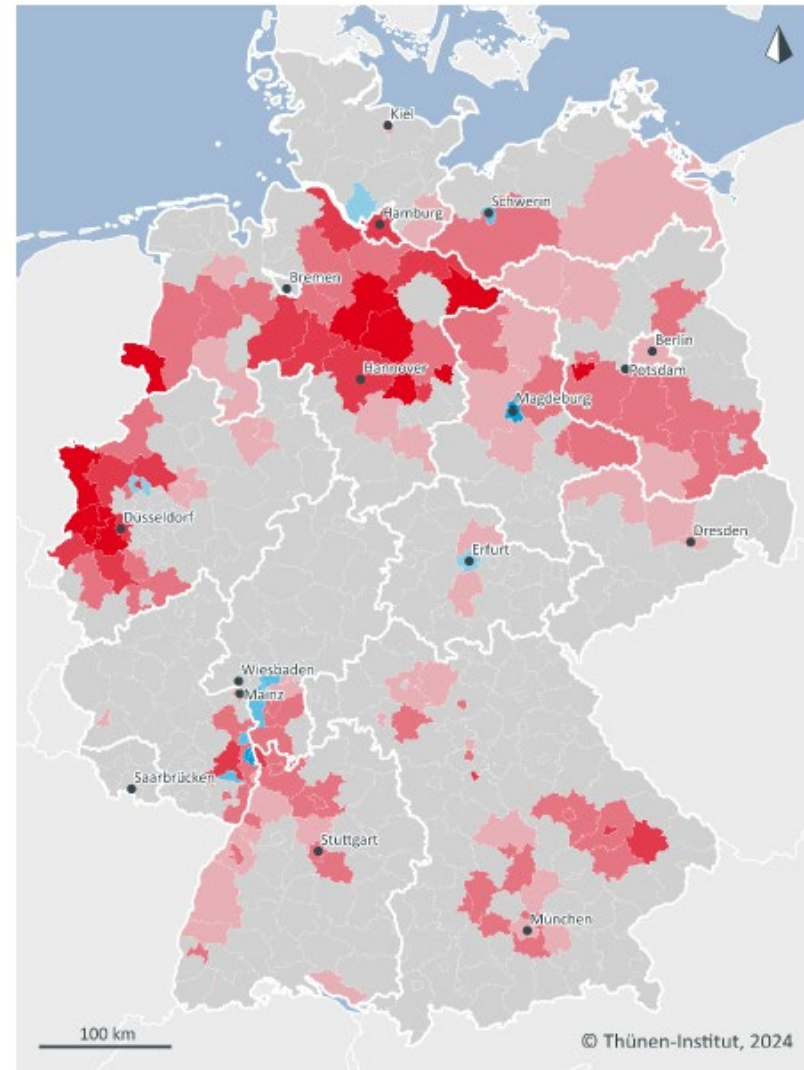 Kiel
Schwerin
Hamburg
Bremen
Berlin
Hannover
Potsdam
Magdeburg
Düsseldorf
Dresden
Erfurt
Wiesbaden
Mainz
Saarbrücken
Stuttgart
München
100 km
© Thünen-Institut, 2024